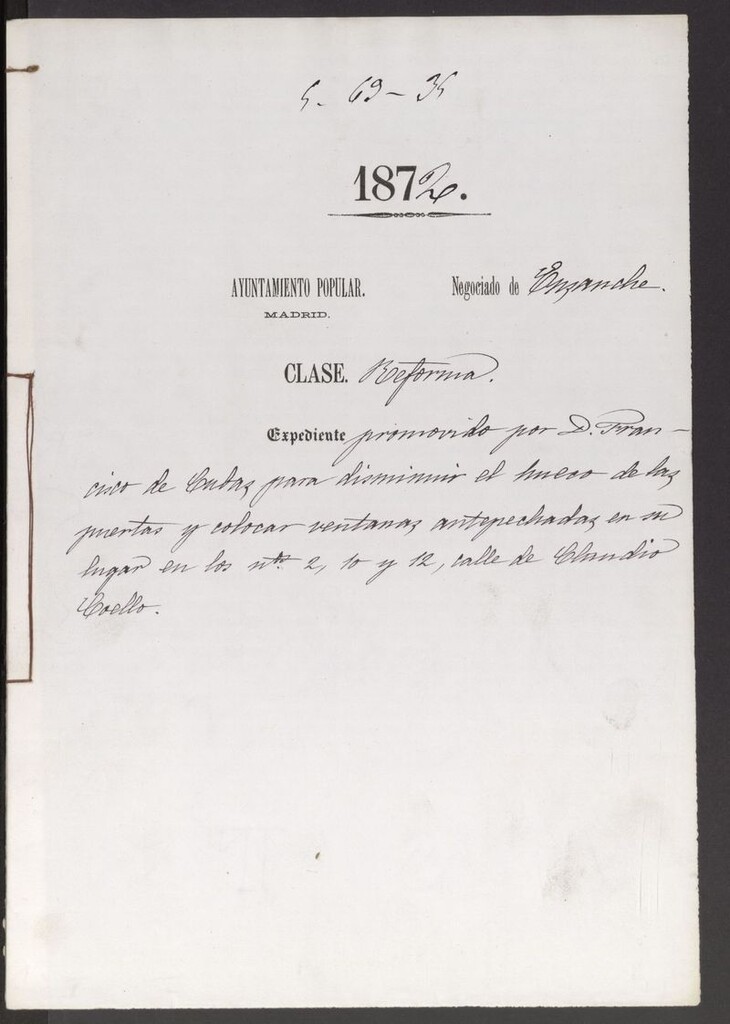 5-69-35
1872.
AYUNTAMIENTO POPULAR.
MADRID.
Negociado de Ensanche.
CLASE. Reforma.
Expediente promovido por D. Fran-
cisco de Cubas para disminuir el hueco de las
puertas y colocar ventanas antepechadas en su
lugar en los nos. 2, 10 y 12, calle de Claudio
Coello.